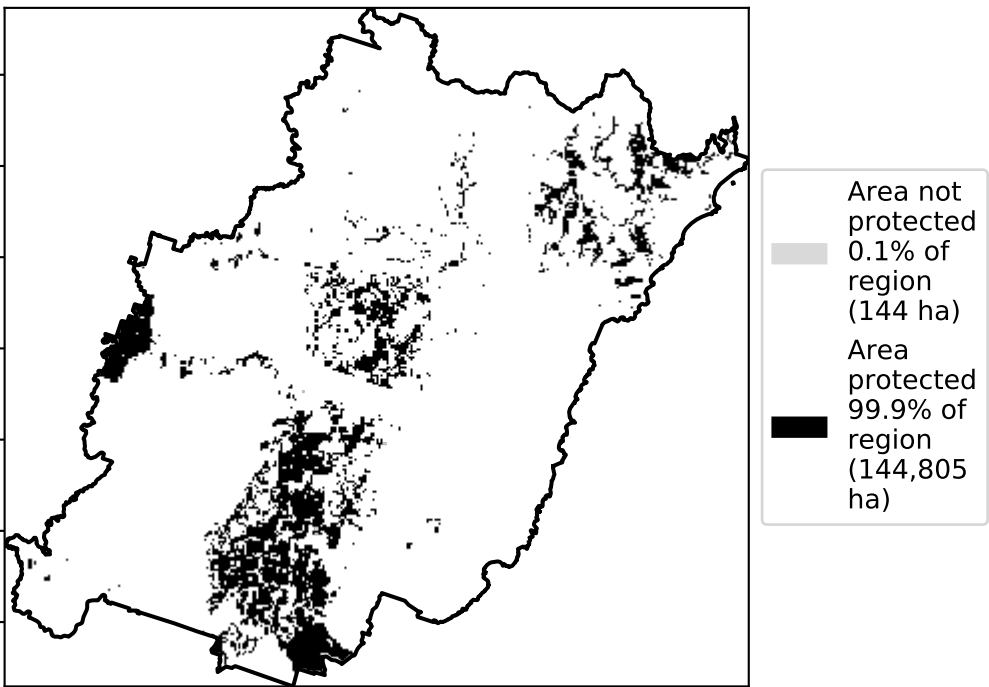 Area not
protected
0.1% of
region
(144 ha)
Area
protected
99.9% of
region
(144,805
ha)